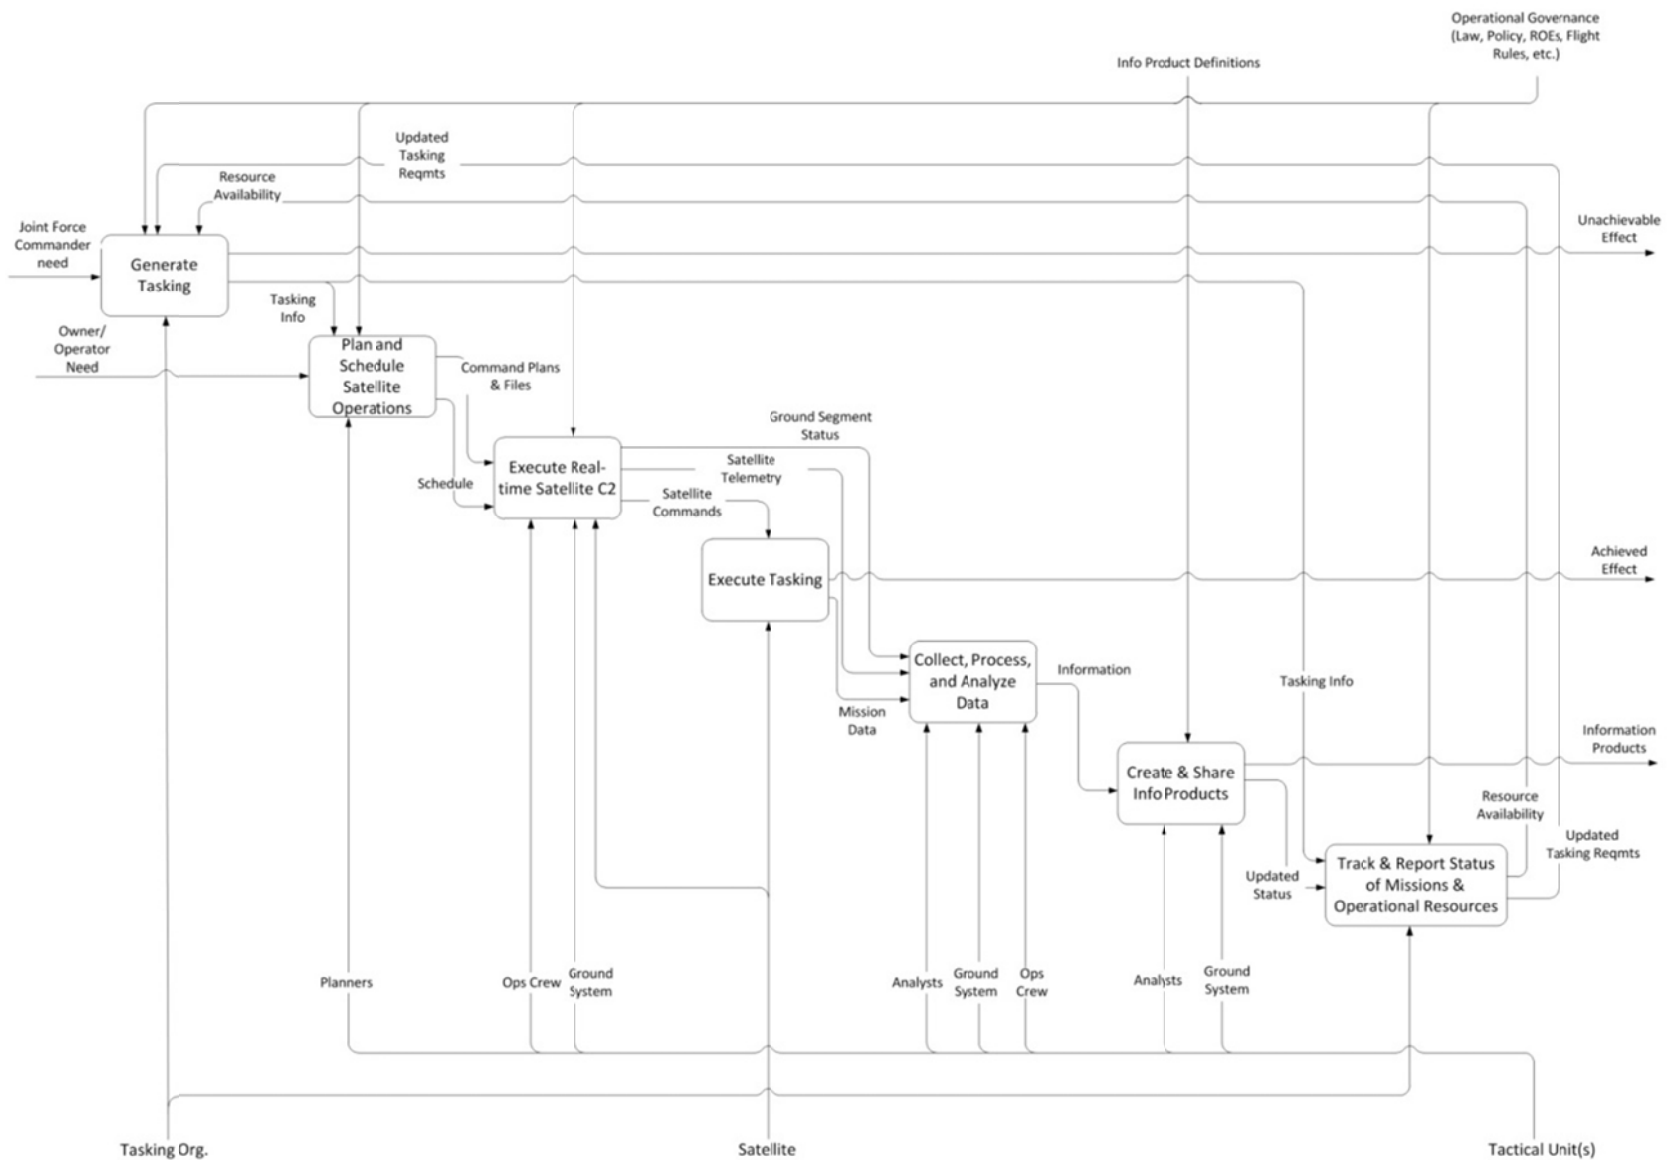 Operational Governance
(Law, Policy, ROEs, Flight
Rules, etc.)
Info Product Definitions
Updated
Tasking
Reqmts
Resource
Availability
Joint Force
Commander
need
Generate
Tasking
Unachievable
Effect
Tasking
Info
Owner/
Operator
Need
Plan and
Schedule
Satellite
Operations
Command Plans
& Files
Ground Segment
Status
Schedule
Execute Real-
time Satellite C2
Satellite
Telemetry
Satellite
Commands
Execute Tasking
Achieved
Effect
Collect, Process,
and Analyze
Data
Mission
Data
Information
Tasking Info
Create & Share
Info Products
Information
Products
Resource
Availability
Updated
Tasking Reqmts
Updated
Status
Track & Report Status
of Missions &
Operational Resources
Planners
Ops Crew
Ground
System
Analysts
Ground
System
Ops
Crew
Analysts
Ground
System
Tasking Org.
Satellite
Tactical Unit(s)